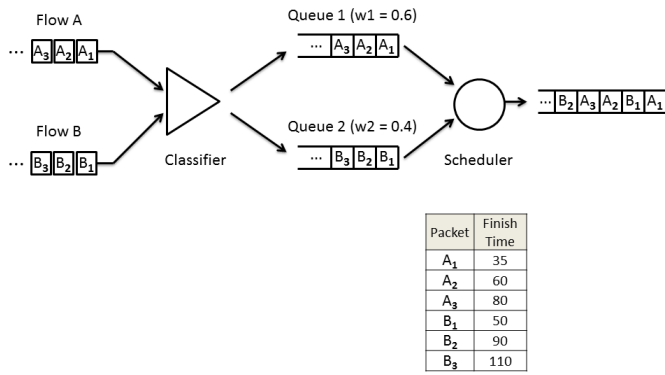 Flow A
... A3 A2 A1
Flow B
... B3 B2 B1
Classifier
Queue 1 (w1 = 0.6)
... A3 A2 A1
Queue 2 (w2 = 0.4)
... B3 B2 B1
Scheduler
... B2 A3 A2 B1 A1
Packet Finish Time
A1 35
A2 60
A3 80
B1 50
B2 90
B3 110